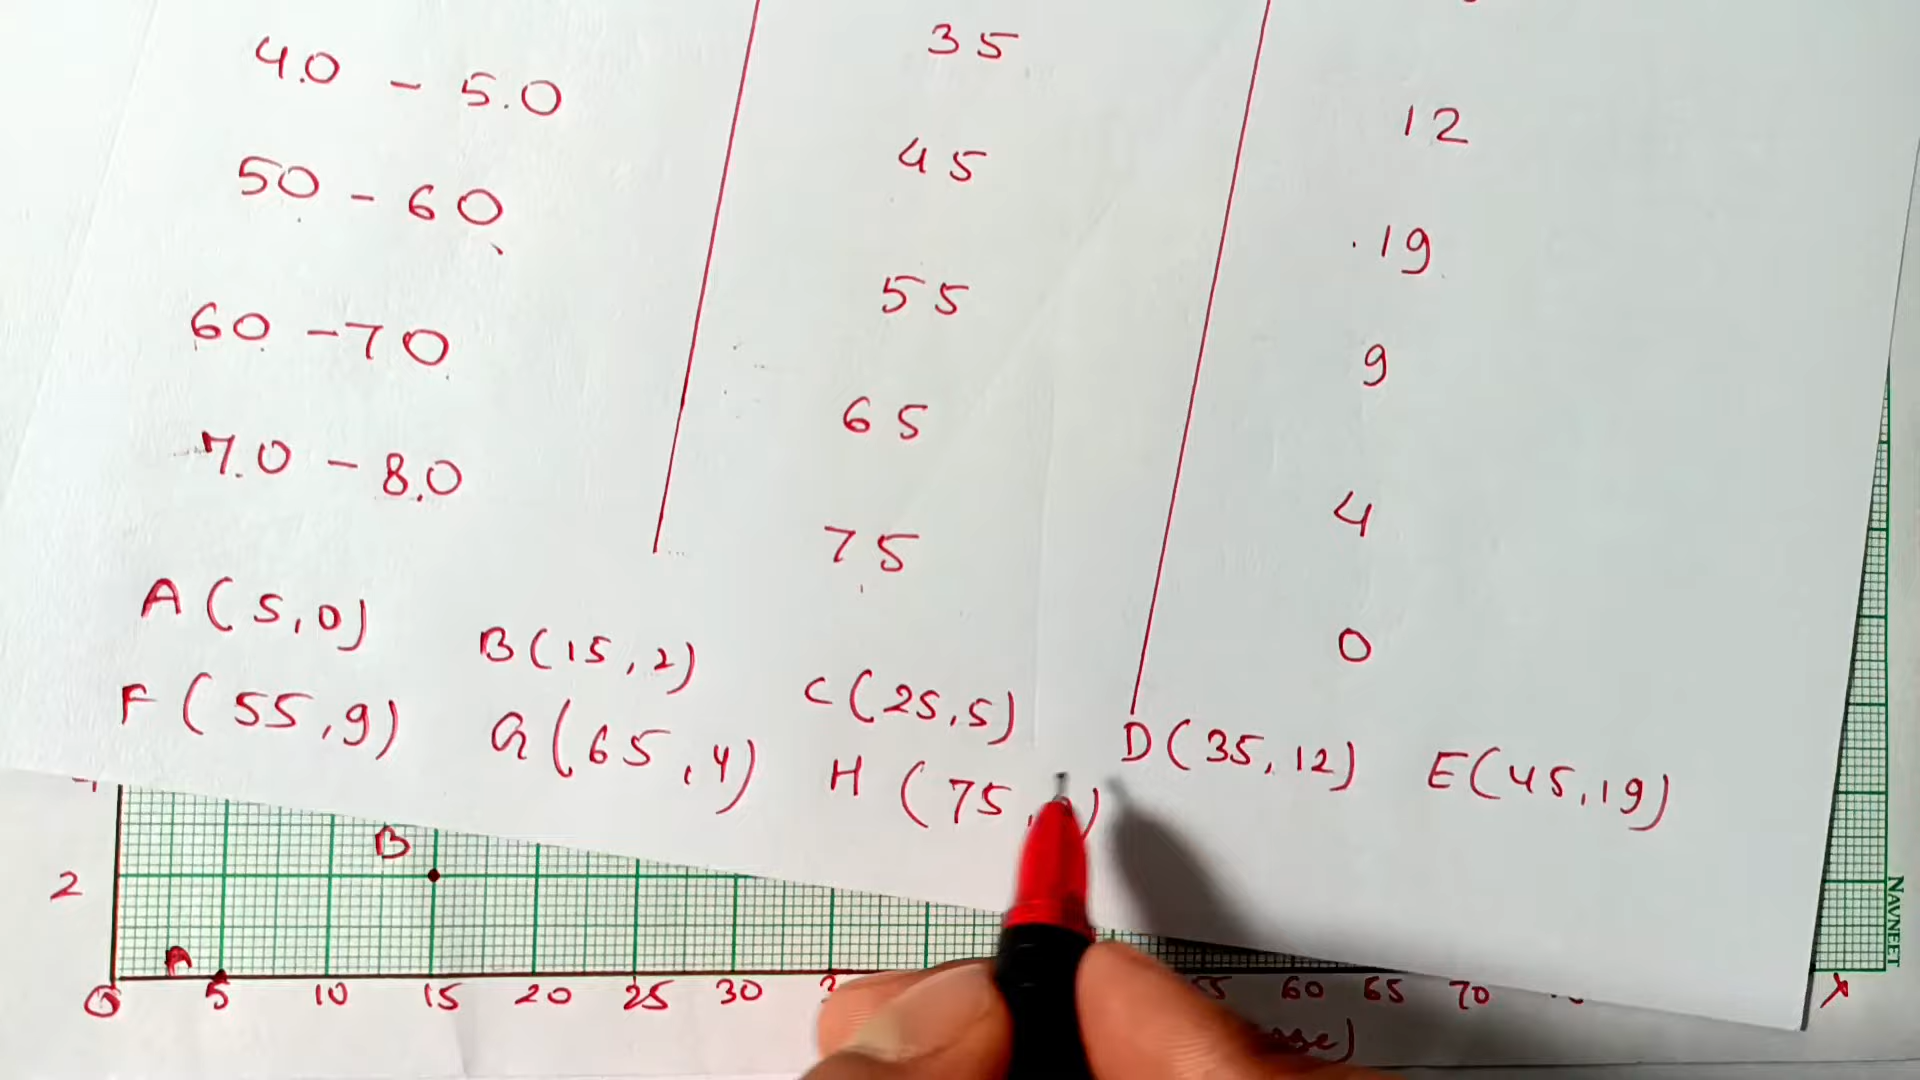 40 - 50 35
50 - 60 45 12
60 - 70 55 19
70 - 80 65 9
75 4
0
A(5,0) B(15,2) C(25,5) D(35,12) E(45,19)
F(55,9) G(65,4) H(75, )
B
2
A
0 5 10 15 20 25 30 55 60 65 70 X
NAVNEET